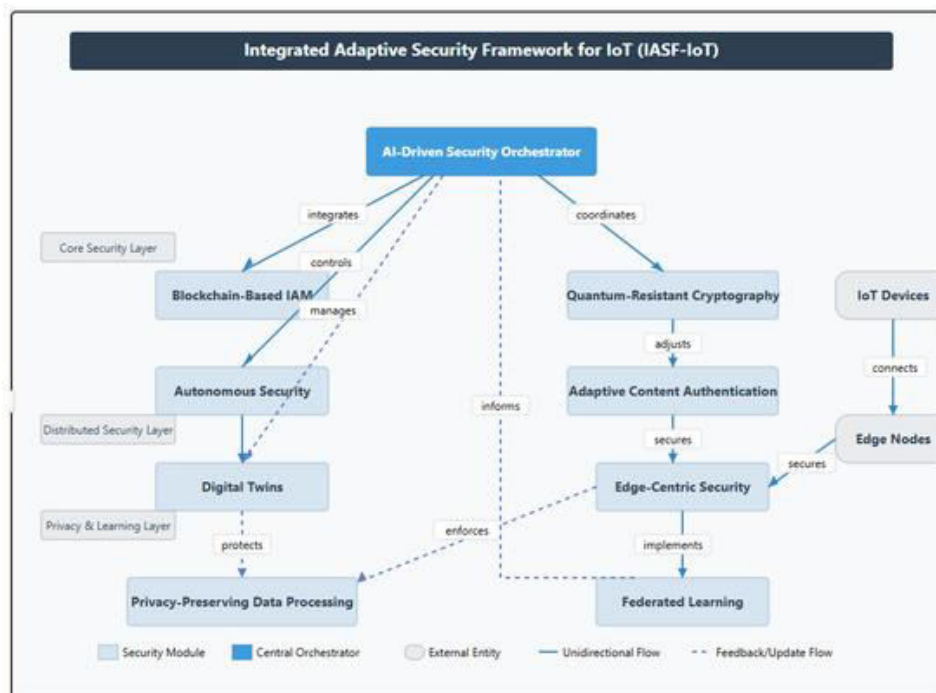 Integrated Adaptive Security Framework for IoT (IASF-IoT)
AI-Driven Security Orchestrator
integrates
coordinates
Core Security Layer
controls
Blockchain-Based IAM
manages
Quantum-Resistant Cryptography
IoT Devices
adjusts
connects
Autonomous Security
Adaptive Content Authentication
informs
Distributed Security Layer
secures
Edge Nodes
secures
Digital Twins
Edge-Centric Security
Privacy & Learning Layer
protects
enforces
implements
Privacy-Preserving Data Processing
Federated Learning
Security Module
Central Orchestrator
External Entity
Unidirectional Flow
Feedback/Update Flow